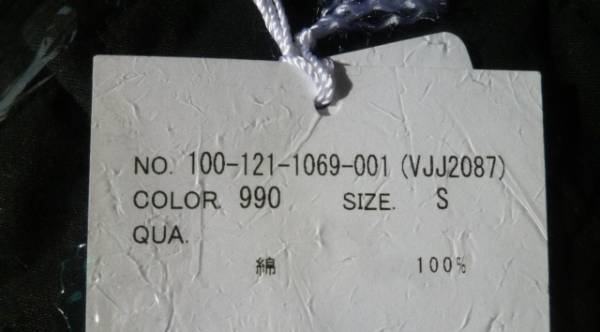 NO. 100-121-1069-001 (VJJ2087)
COLOR. 990 SIZE. S
QUA.
綿 100%